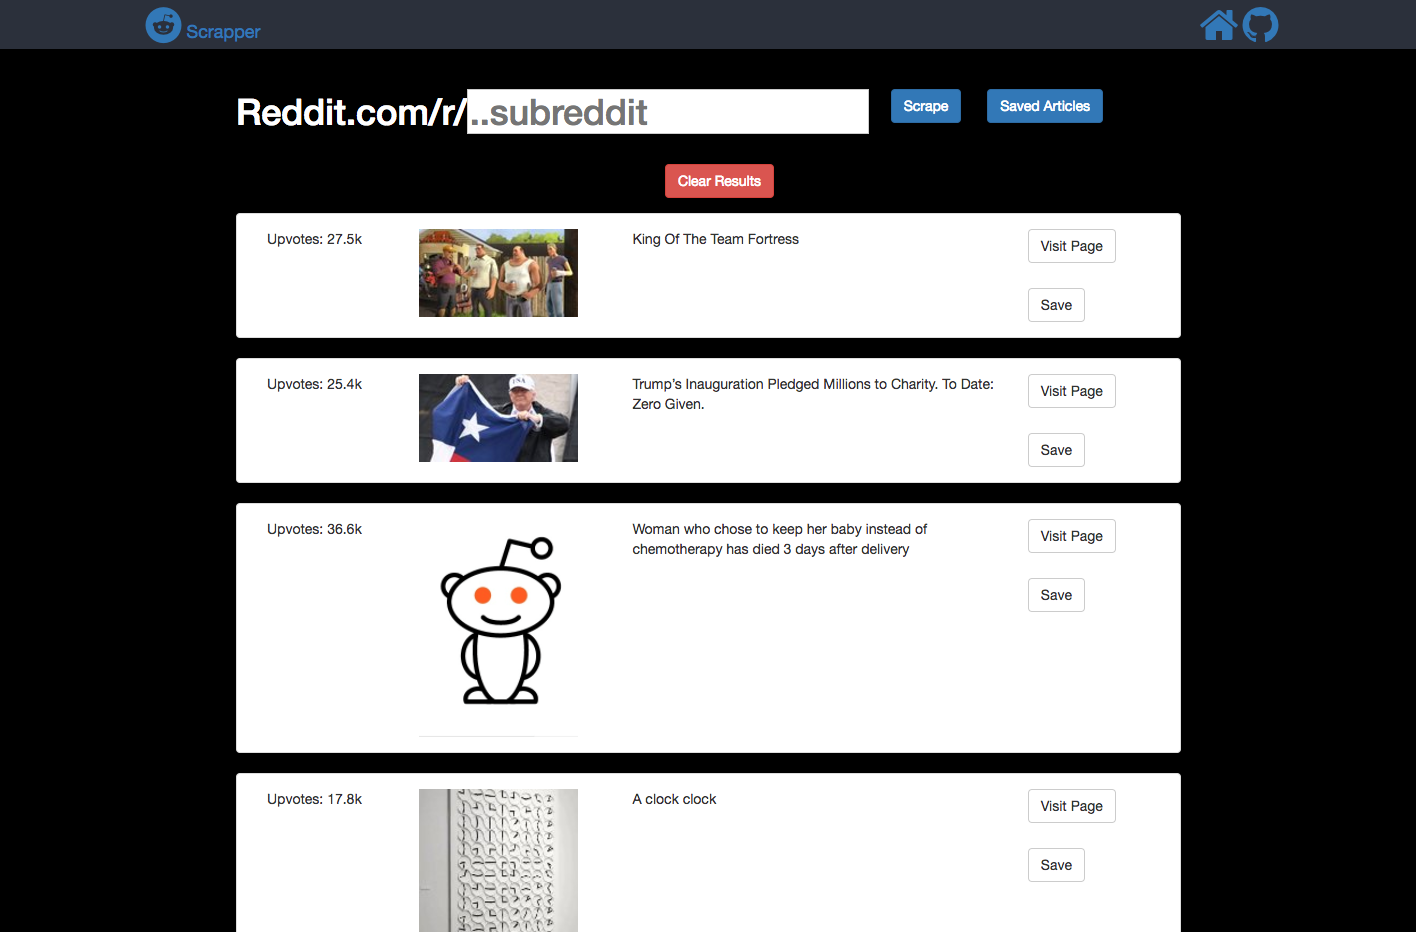 Scrapper
Reddit.com/r/..subreddit
Scrape
Saved Articles
Clear Results
Upvotes: 27.5k
King Of The Team Fortress
Visit Page
Save
Upvotes: 25.4k
USA
Trump’s Inauguration Pledged Millions to Charity. To Date:
Zero Given.
Visit Page
Save
Upvotes: 36.6k
Woman who chose to keep her baby instead of
chemotherapy has died 3 days after delivery
Visit Page
Save
Upvotes: 17.8k
A clock clock
Visit Page
Save